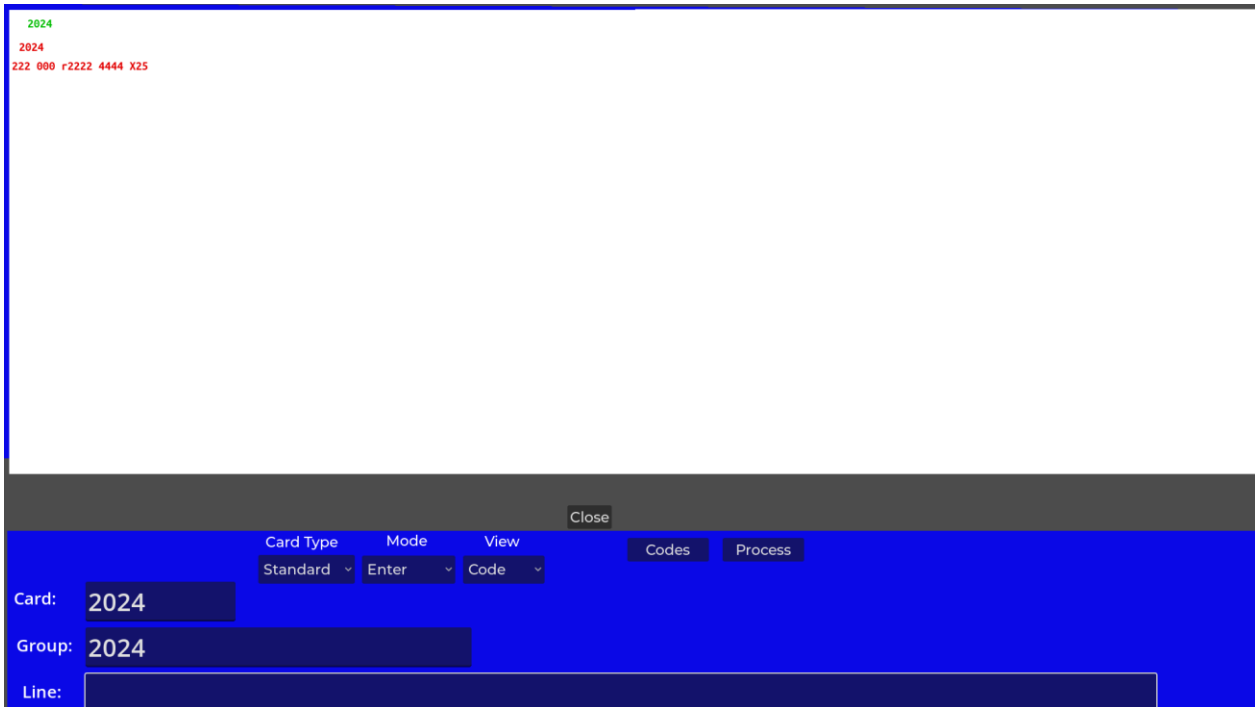 2024
2024
222 000 r2222 4444 X25
Close
Card Type Mode View
Codes Process
Standard Enter Code
Card: 2024
Group: 2024
Line: